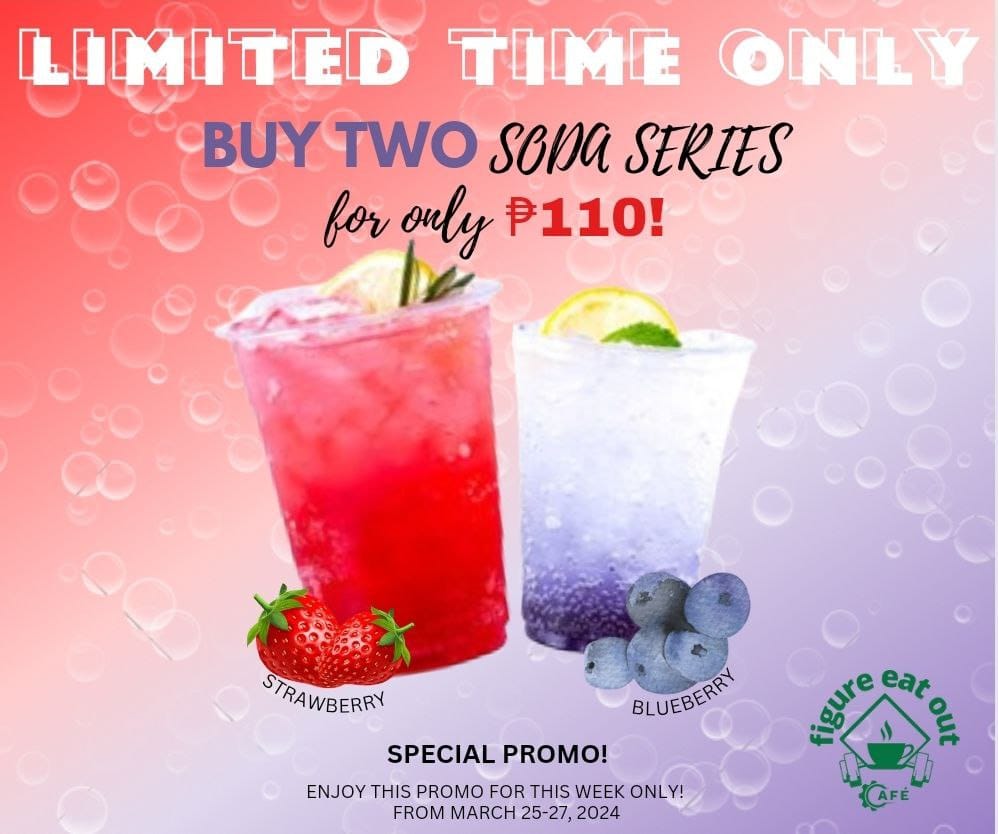 LIMITED TIME ONLY
BUY TWO SODA SERIES
for only ₱110!
STRAWBERRY
BLUEBERRY
figure eat out
CAFÉ
SPECIAL PROMO!
ENJOY THIS PROMO FOR THIS WEEK ONLY!
FROM MARCH 25-27, 2024